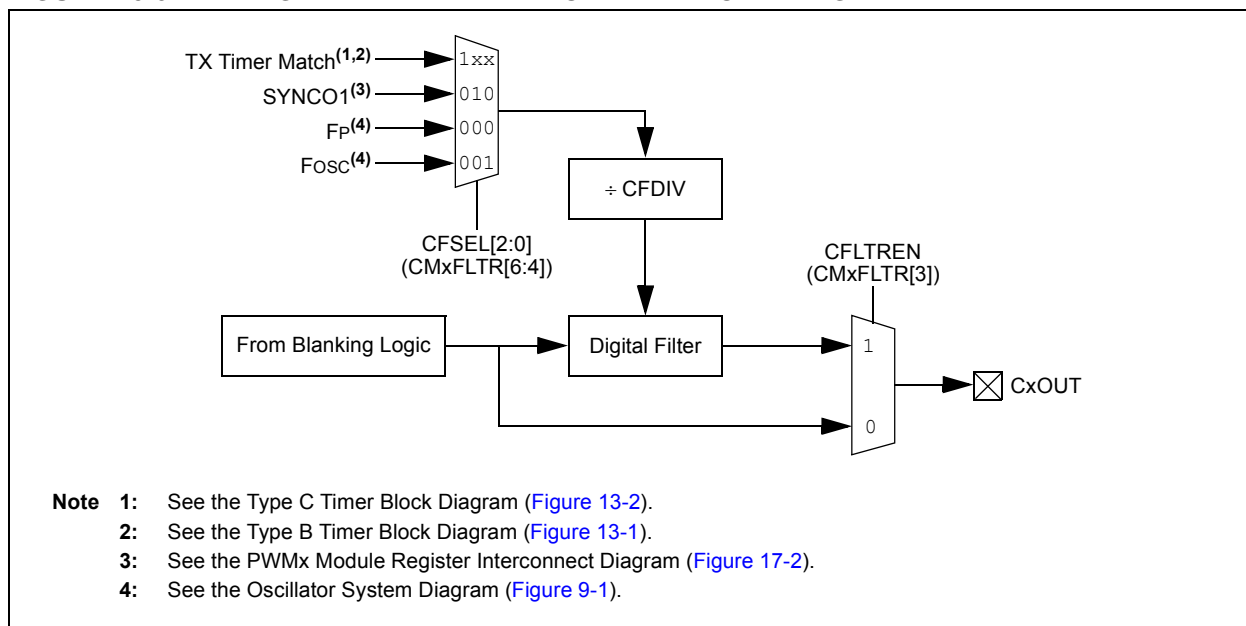 TX Timer Match(1,2)
1xx
SYNCO1(3)
010
FP(4)
000
FOSC(4)
001
÷ CFDIV
CFSEL[2:0]
(CMxFLTR[6:4])
CFLTREN
(CMxFLTR[3])
From Blanking Logic
Digital Filter
1
CxOUT
0
Note 1: See the Type C Timer Block Diagram (Figure 13-2).
2: See the Type B Timer Block Diagram (Figure 13-1).
3: See the PWMx Module Register Interconnect Diagram (Figure 17-2).
4: See the Oscillator System Diagram (Figure 9-1).